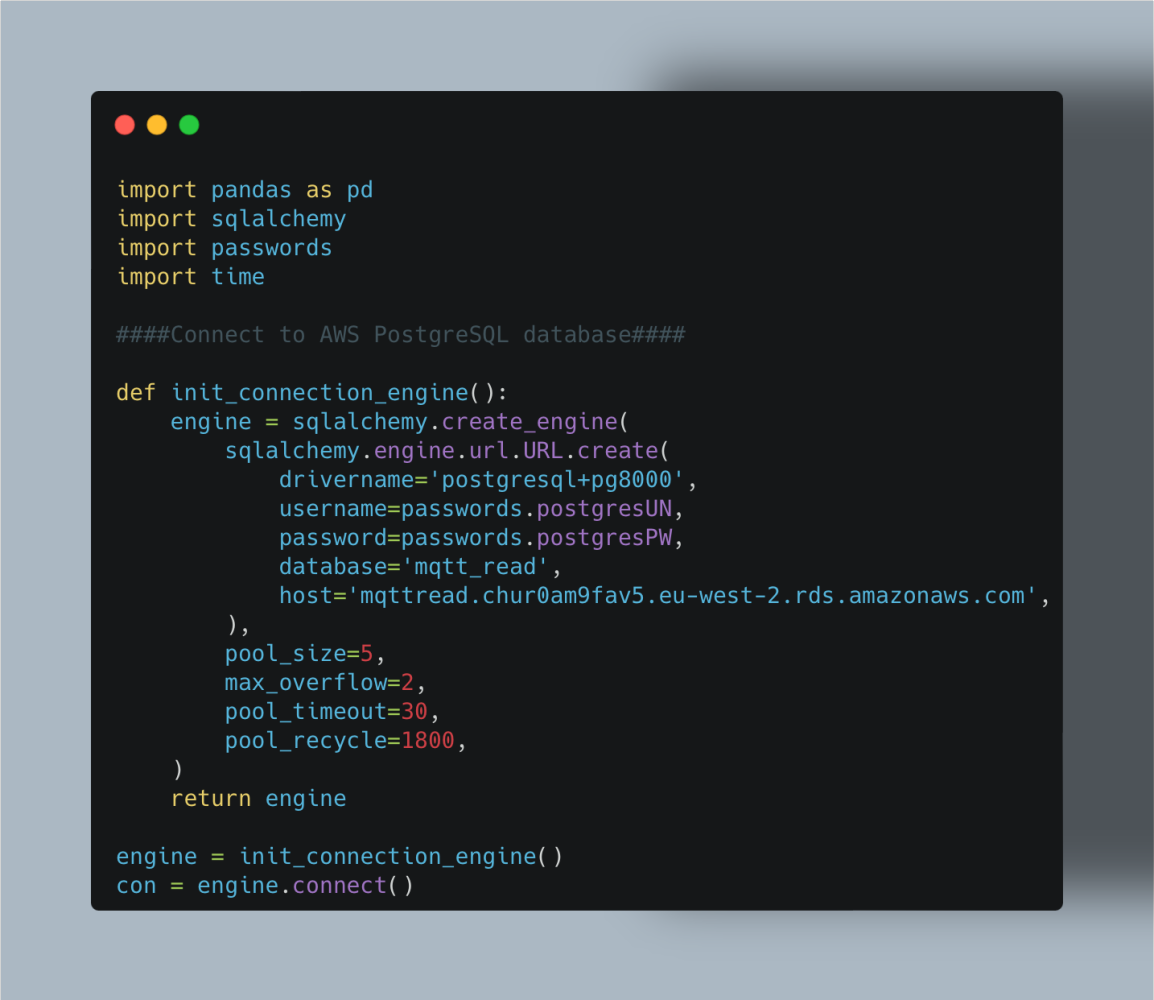 import pandas as pd
import sqlalchemy
import passwords
import time
####Connect to AWS PostgreSQL database####
def init_connection_engine():
    engine = sqlalchemy.create_engine(
        sqlalchemy.engine.url.URL.create(
            drivername='postgresql+pg8000',
            username=passwords.postgresUN,
            password=passwords.postgresPW,
            database='mqtt_read',
            host='mqttread.chur0am9fav5.eu-west-2.rds.amazonaws.com',
        ),
        pool_size=5,
        max_overflow=2,
        pool_timeout=30,
        pool_recycle=1800,
    )
    return engine
engine = init_connection_engine()
con = engine.connect()